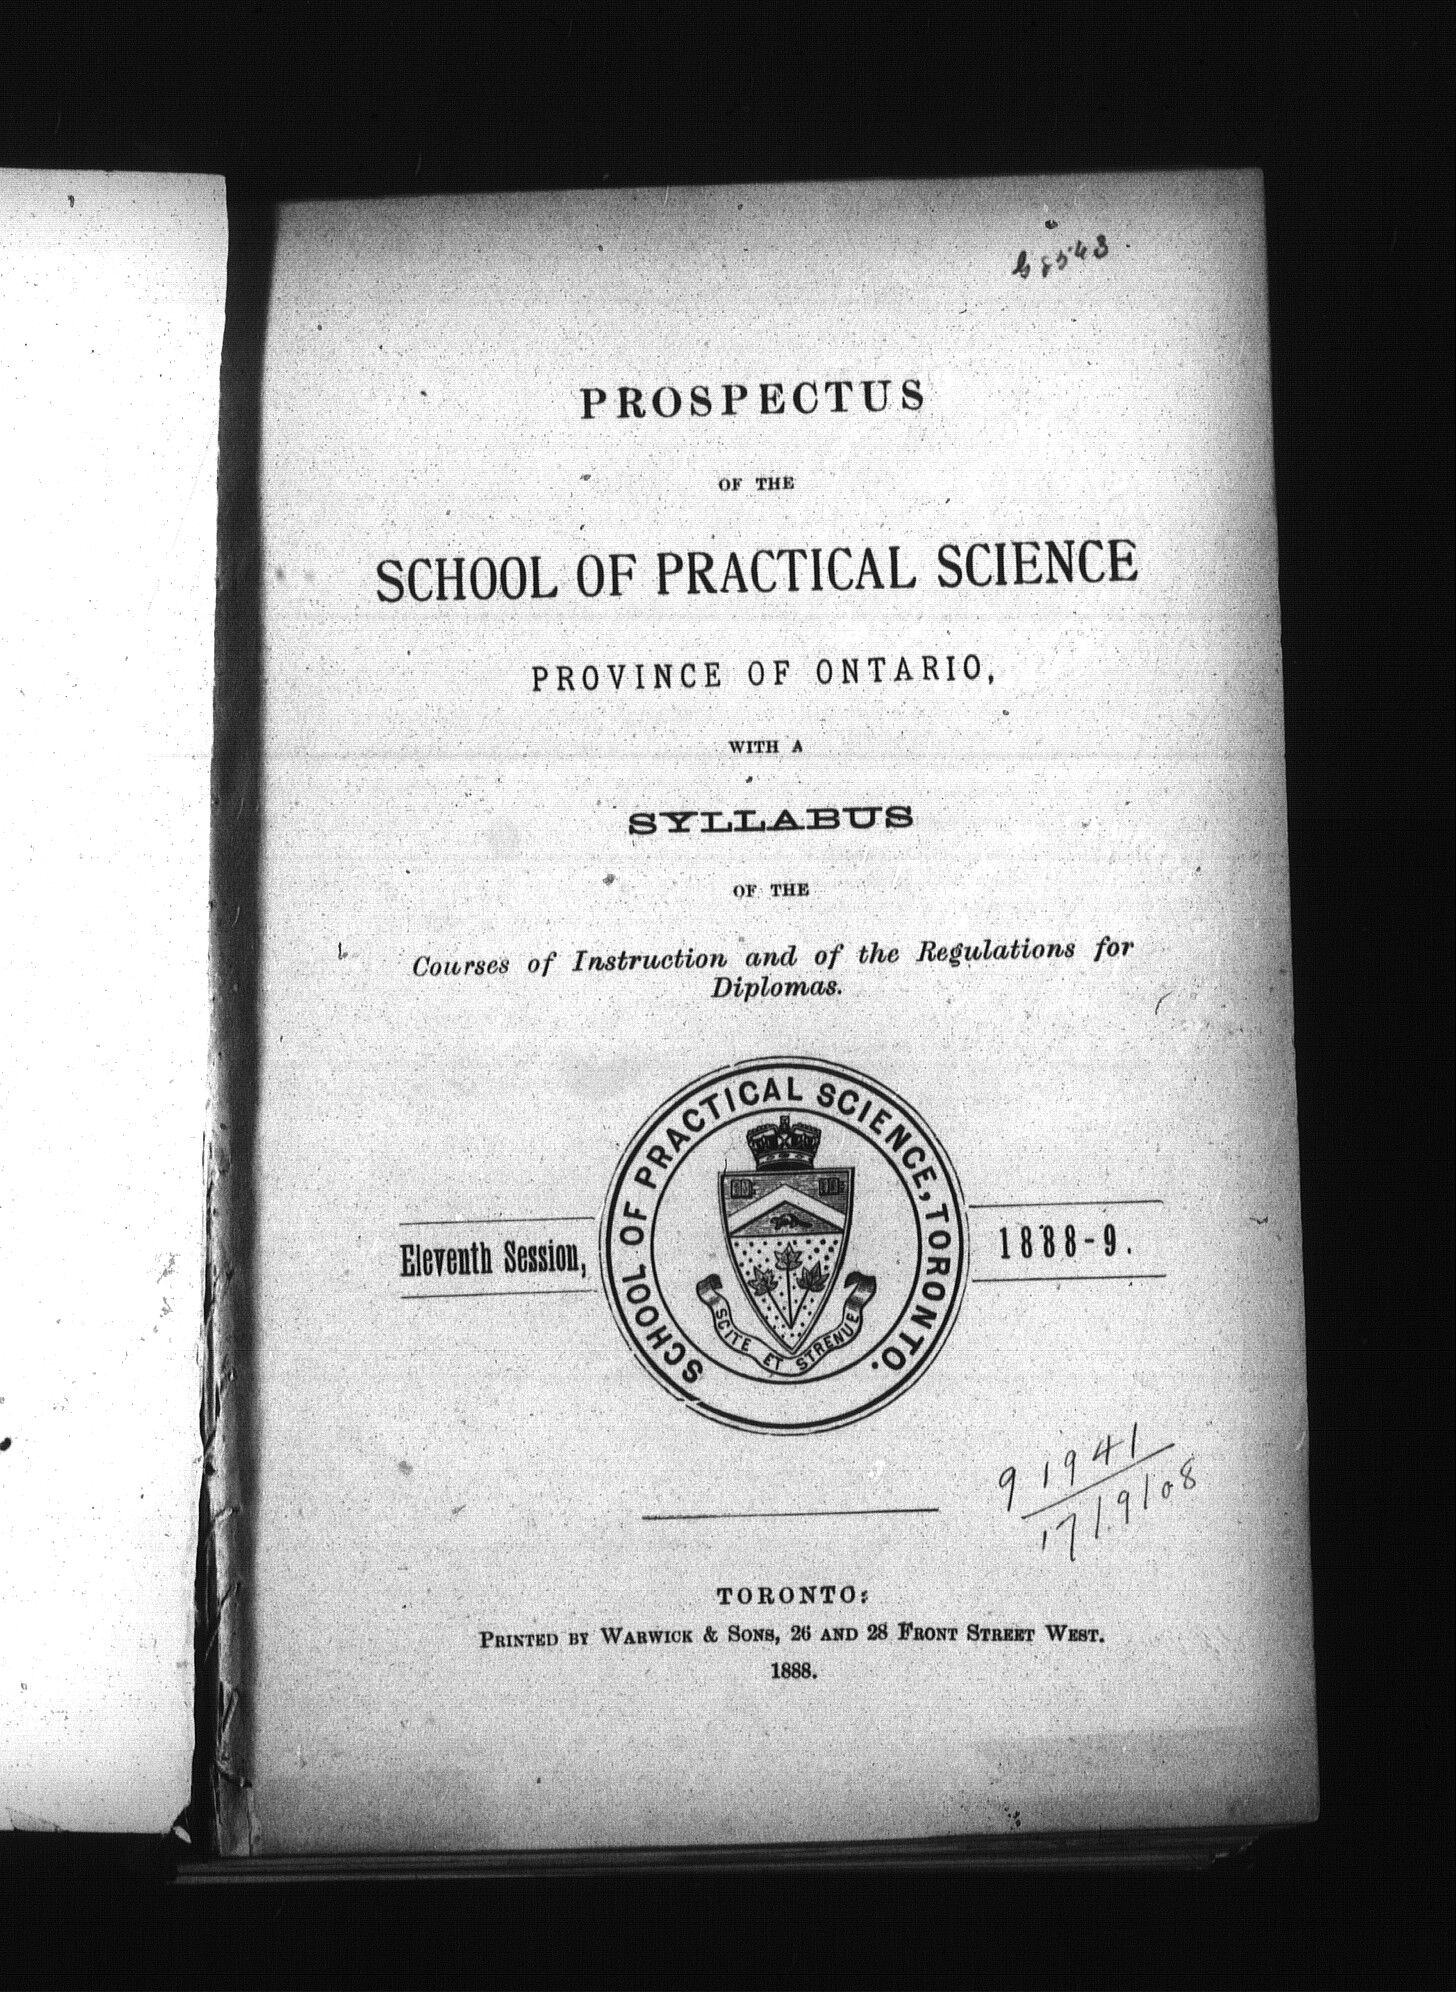 PROSPECTUS
OF THE
SCHOOL OF PRACTICAL SCIENCE
PROVINCE OF ONTARIO,
WITH A
SYLLABUS
OF THE
Courses of Instruction and of the Regulations for
Diplomas.
SCHOOL OF PRACTICAL SCIENCE, TORONTO.
SCITE ET STRENUE
Eleventh Session,
1888-9.
91941
17/9/08
TORONTO:
PRINTED BY WARWICK & SONS, 26 AND 28 FRONT STREET WEST.
1888.